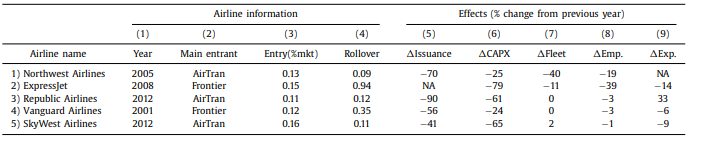 Airline information Effects (% change from previous year)
(1) (2) (3) (4) (5) (6) (7) (8) (9)
Airline name Year Main entrant Entry(%mkt) Rollover ΔIssuance ΔCAPX ΔFleet ΔEmp. ΔExp.
1) Northwest Airlines 2005 AirTran 0.13 0.09 −70 −25 −40 −19 NA
2) ExpressJet 2008 Frontier 0.15 0.94 NA −79 −11 −39 −14
3) Republic Airlines 2012 AirTran 0.11 0.12 −90 −61 0 −3 33
4) Vanguard Airlines 2001 Frontier 0.12 0.35 −56 −24 0 −3 −6
5) SkyWest Airlines 2012 AirTran 0.16 0.11 −41 −65 2 −1 −9